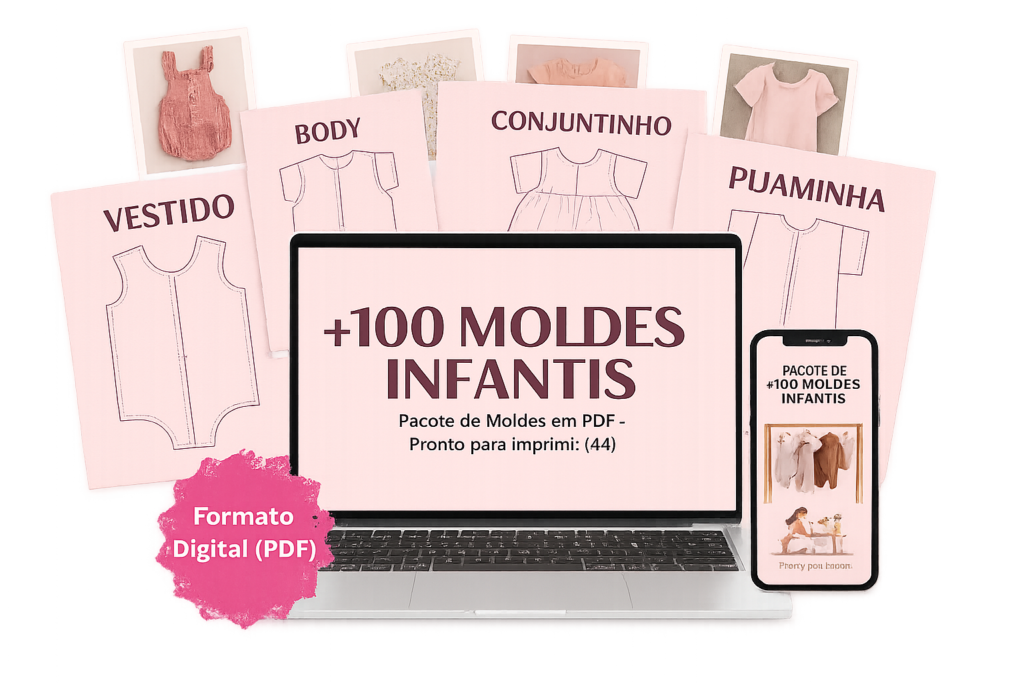 BODY
CONJUNTINHO
VESTIDO
PIJAMINHA
+100 MOLDES
INFANTIS
Pacote de Moldes em PDF -
Pronto para imprimi: (44)
PACOTE DE
+100 MOLDES
INFANTIS
Formato
Digital (PDF)